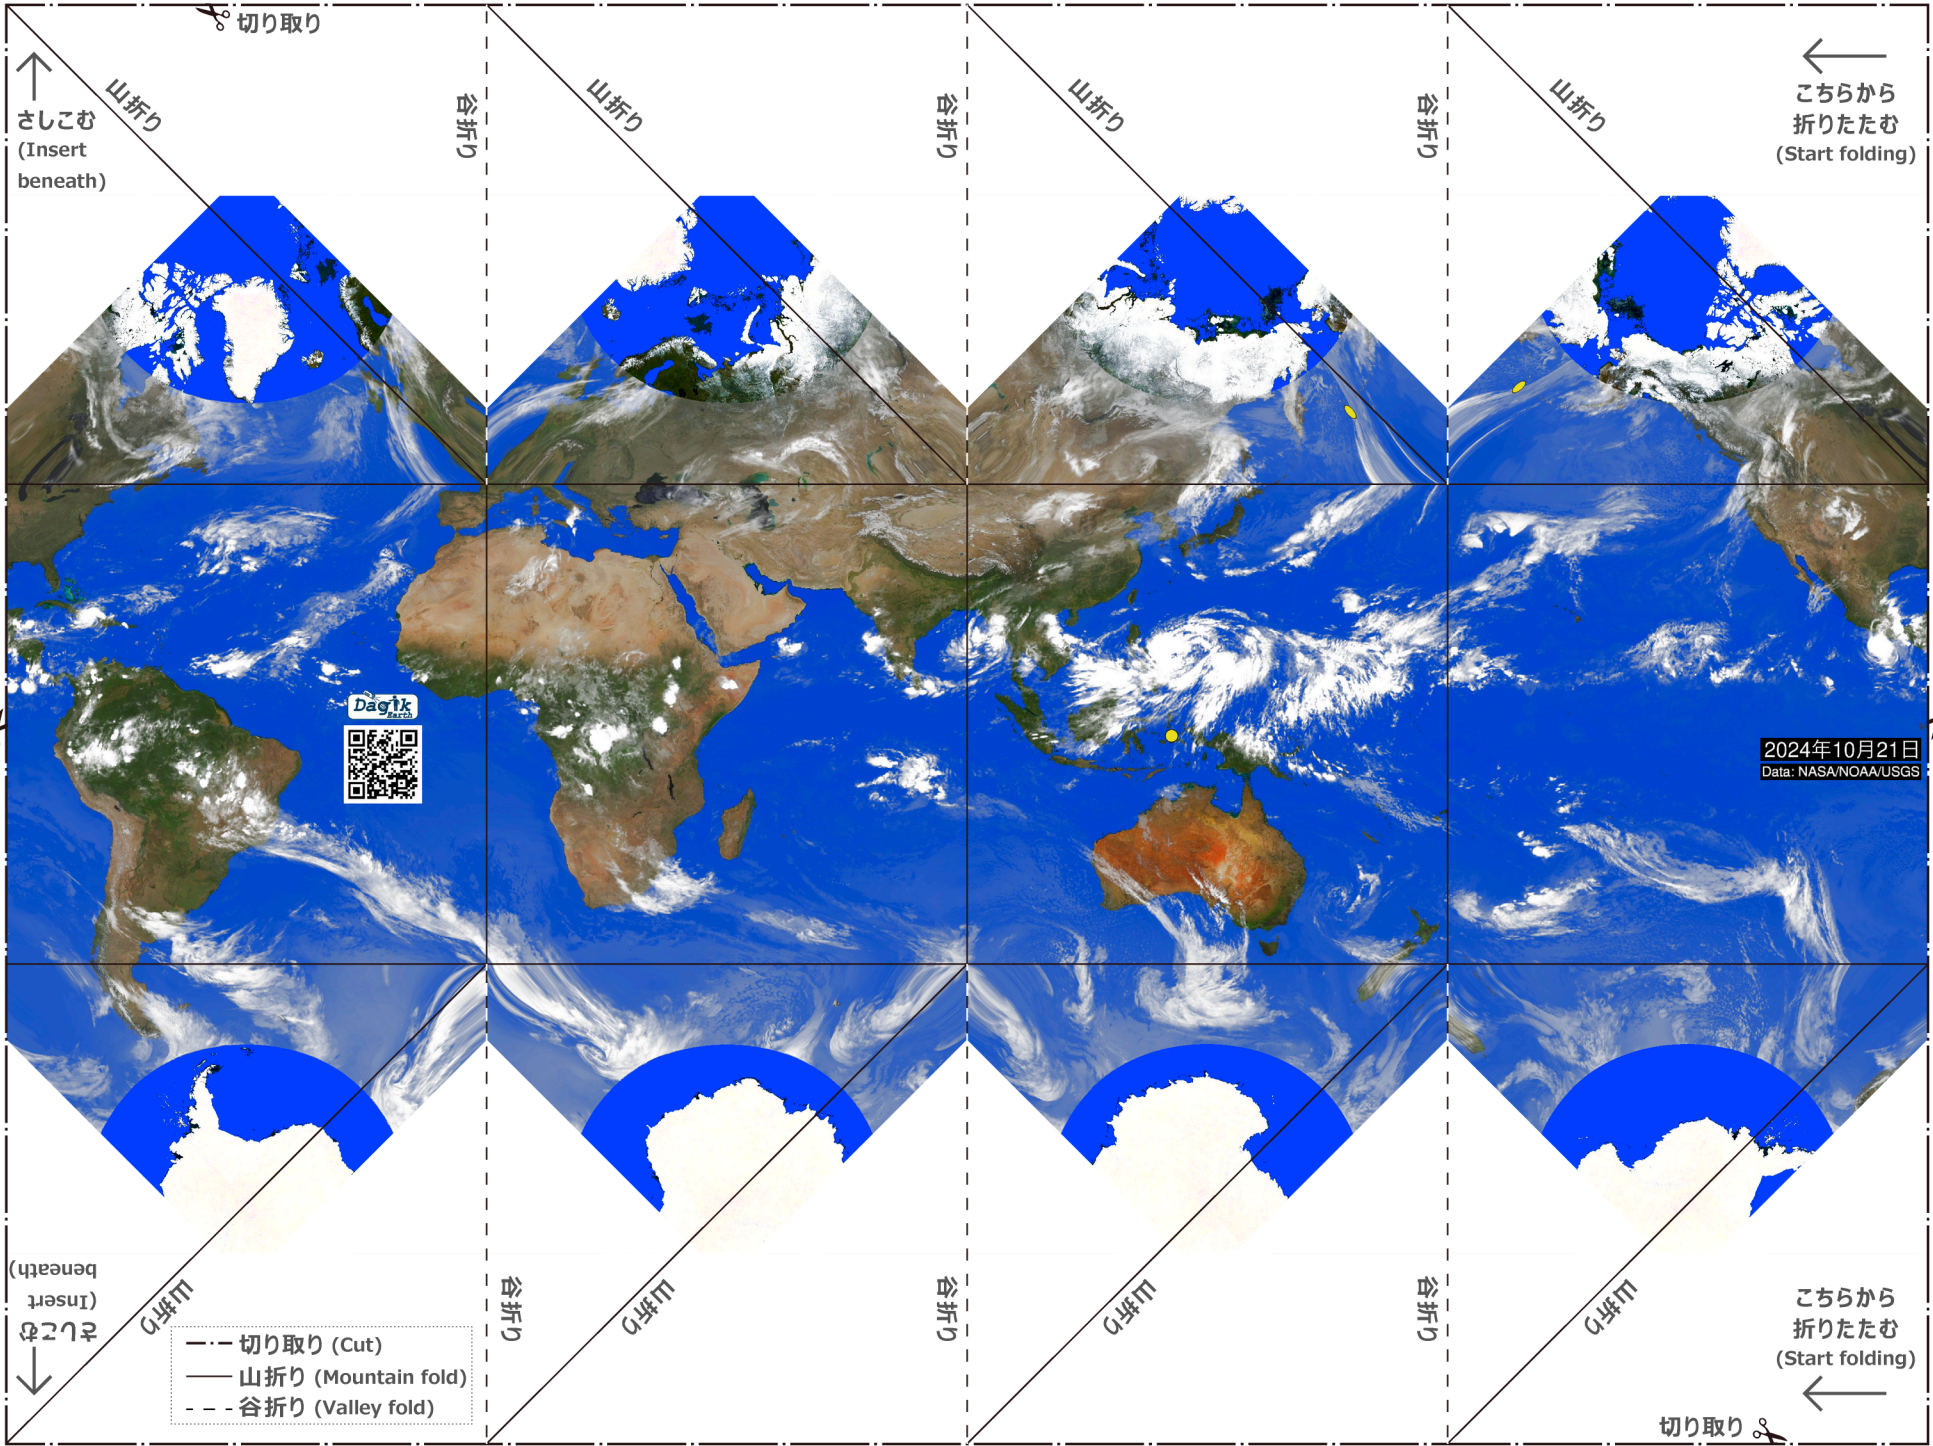 切り取り
山折り
谷折り
山折り
谷折り
山折り
谷折り
山折り
さしこむ
(Insert
beneath)
こちらから
折りたたむ
(Start folding)
Dagik
Earth
2024年10月21日
Data: NASA/NOAA/USGS
さしこむ
(Insert
beneath)
山折り
谷折り
山折り
谷折り
山折り
谷折り
山折り
こちらから
折りたたむ
(Start folding)
切り取り (Cut)
山折り (Mountain fold)
谷折り (Valley fold)
切り取り